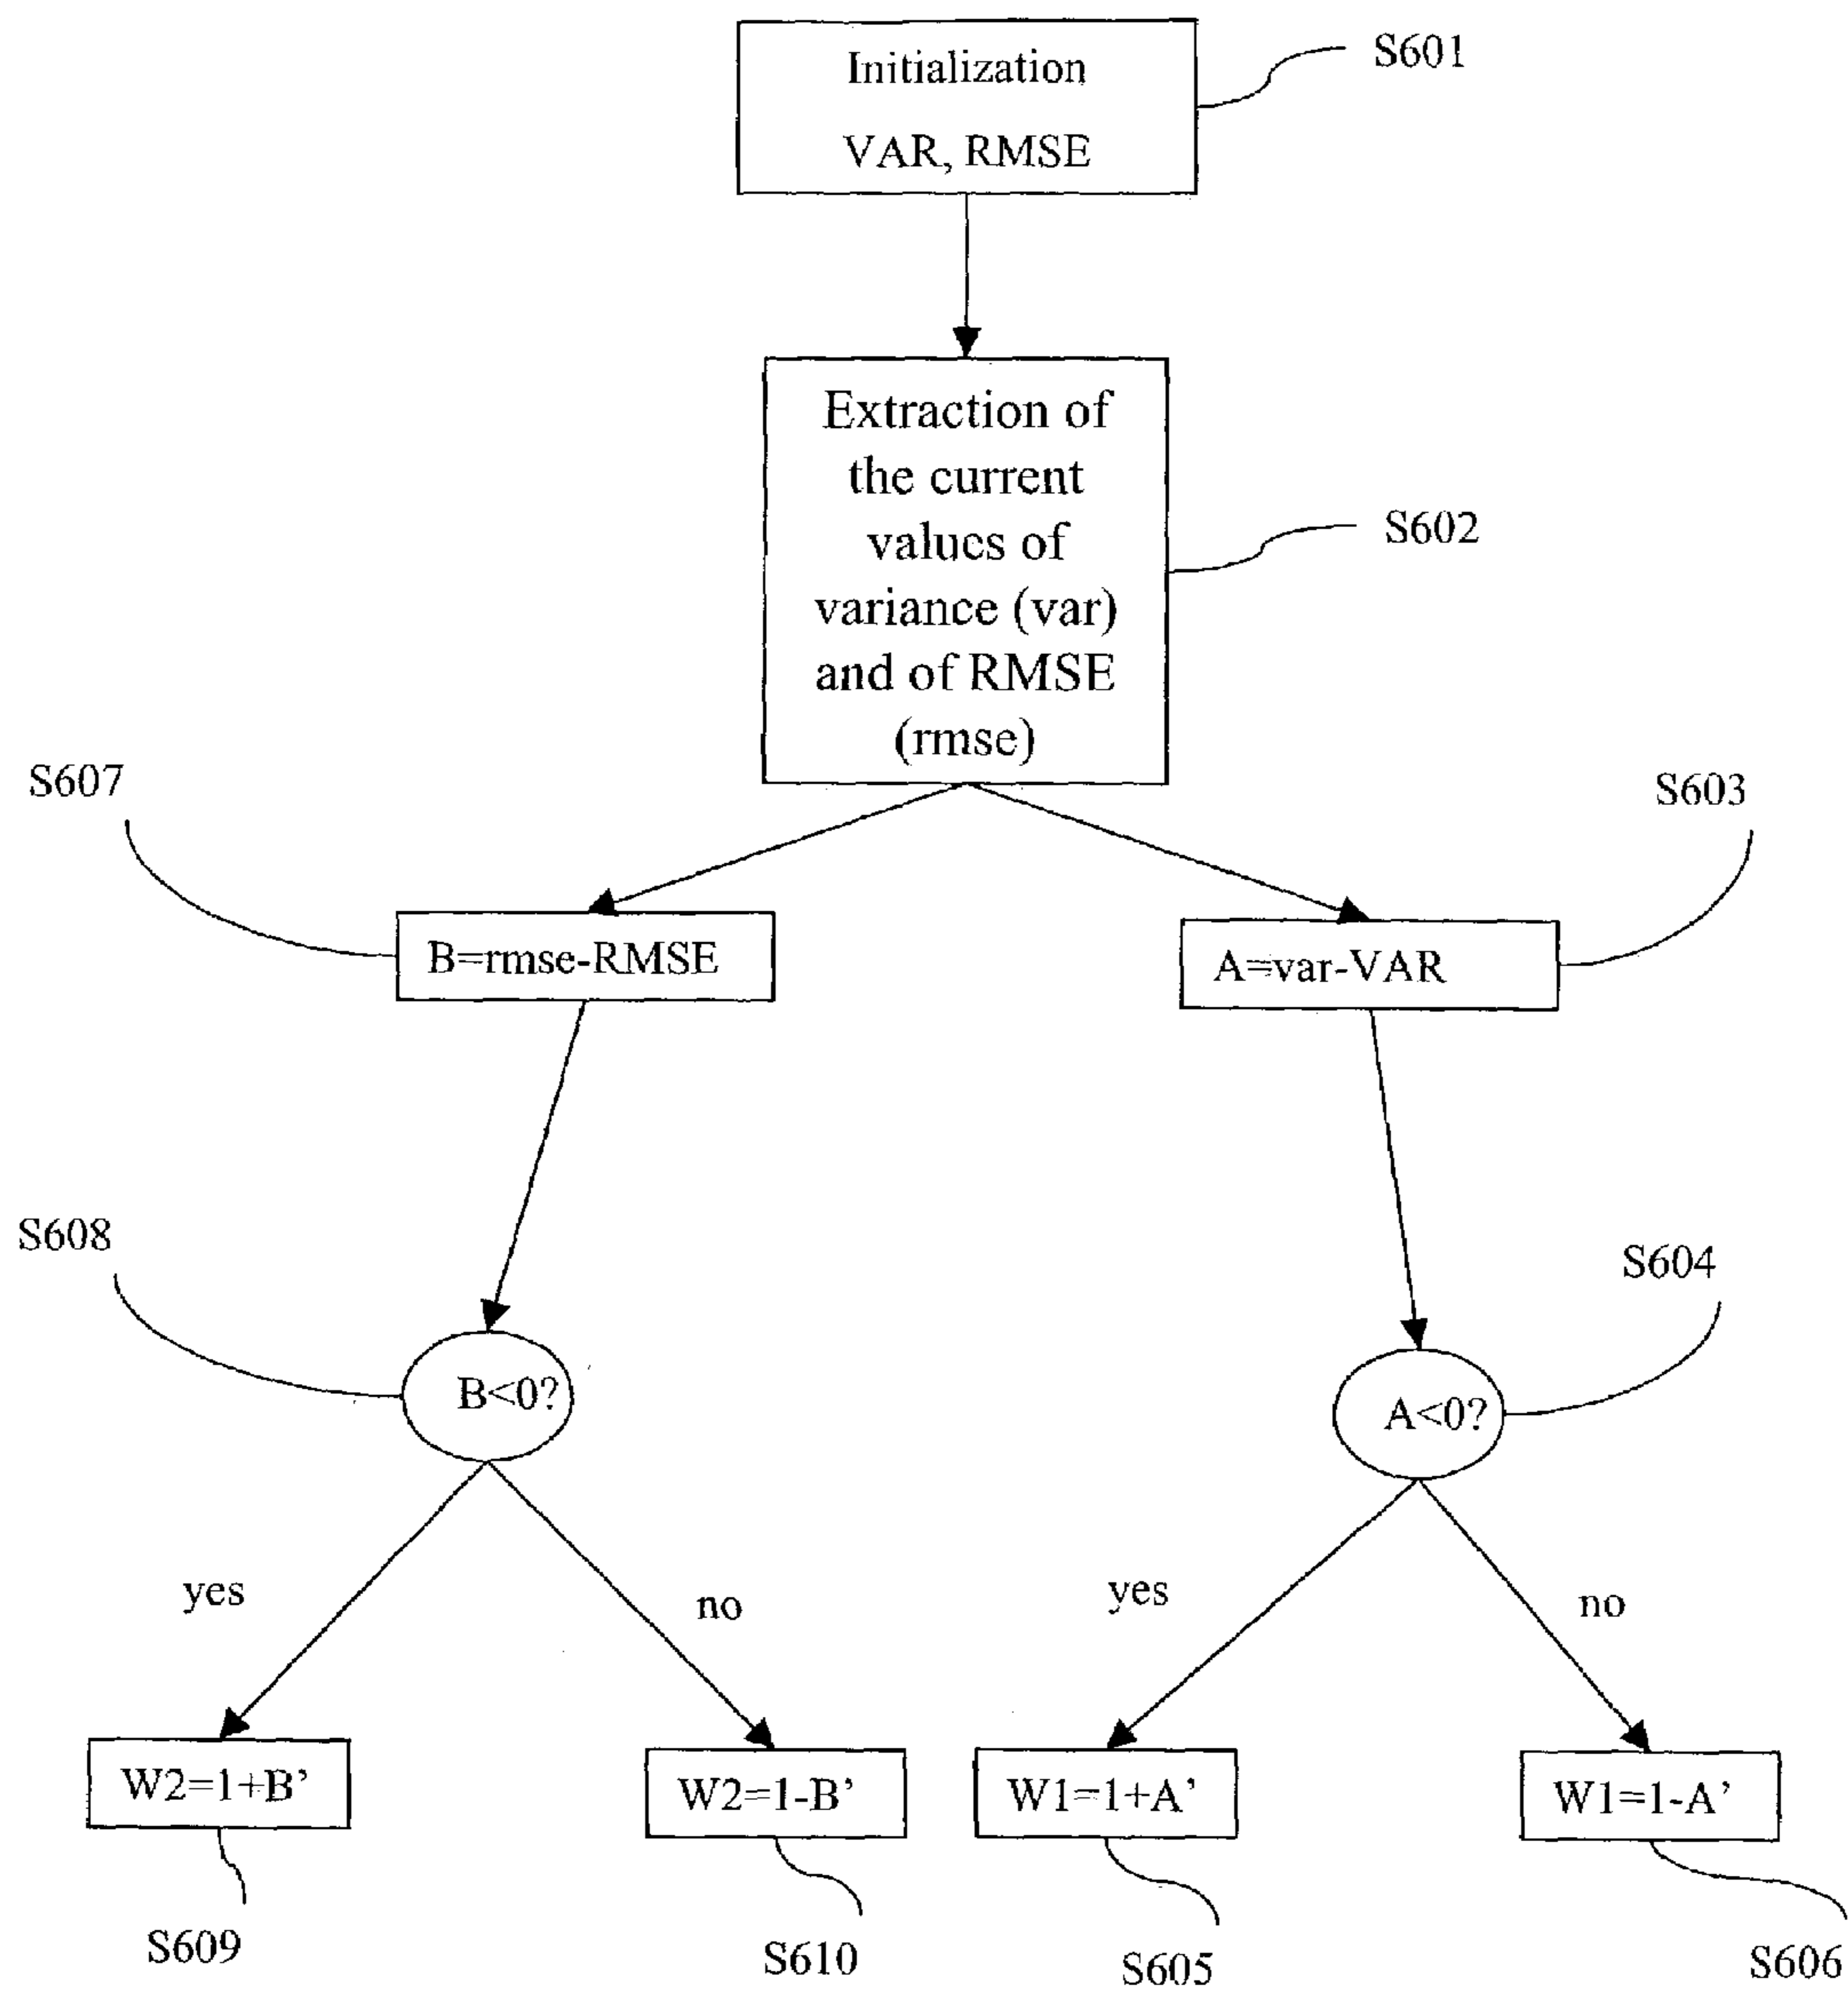 Initialization
VAR, RMSE
S601
Extraction of
the current
values of
variance (var)
and of RMSE
(rmse)
S602
S607
S603
B=rmse-RMSE
A=var-VAR
S608
S604
B<0?
A<0?
yes
no
yes
no
W2=1+B’
W2=1-B’
W1=1+A’
W1=1-A’
S609
S610
S605
S606